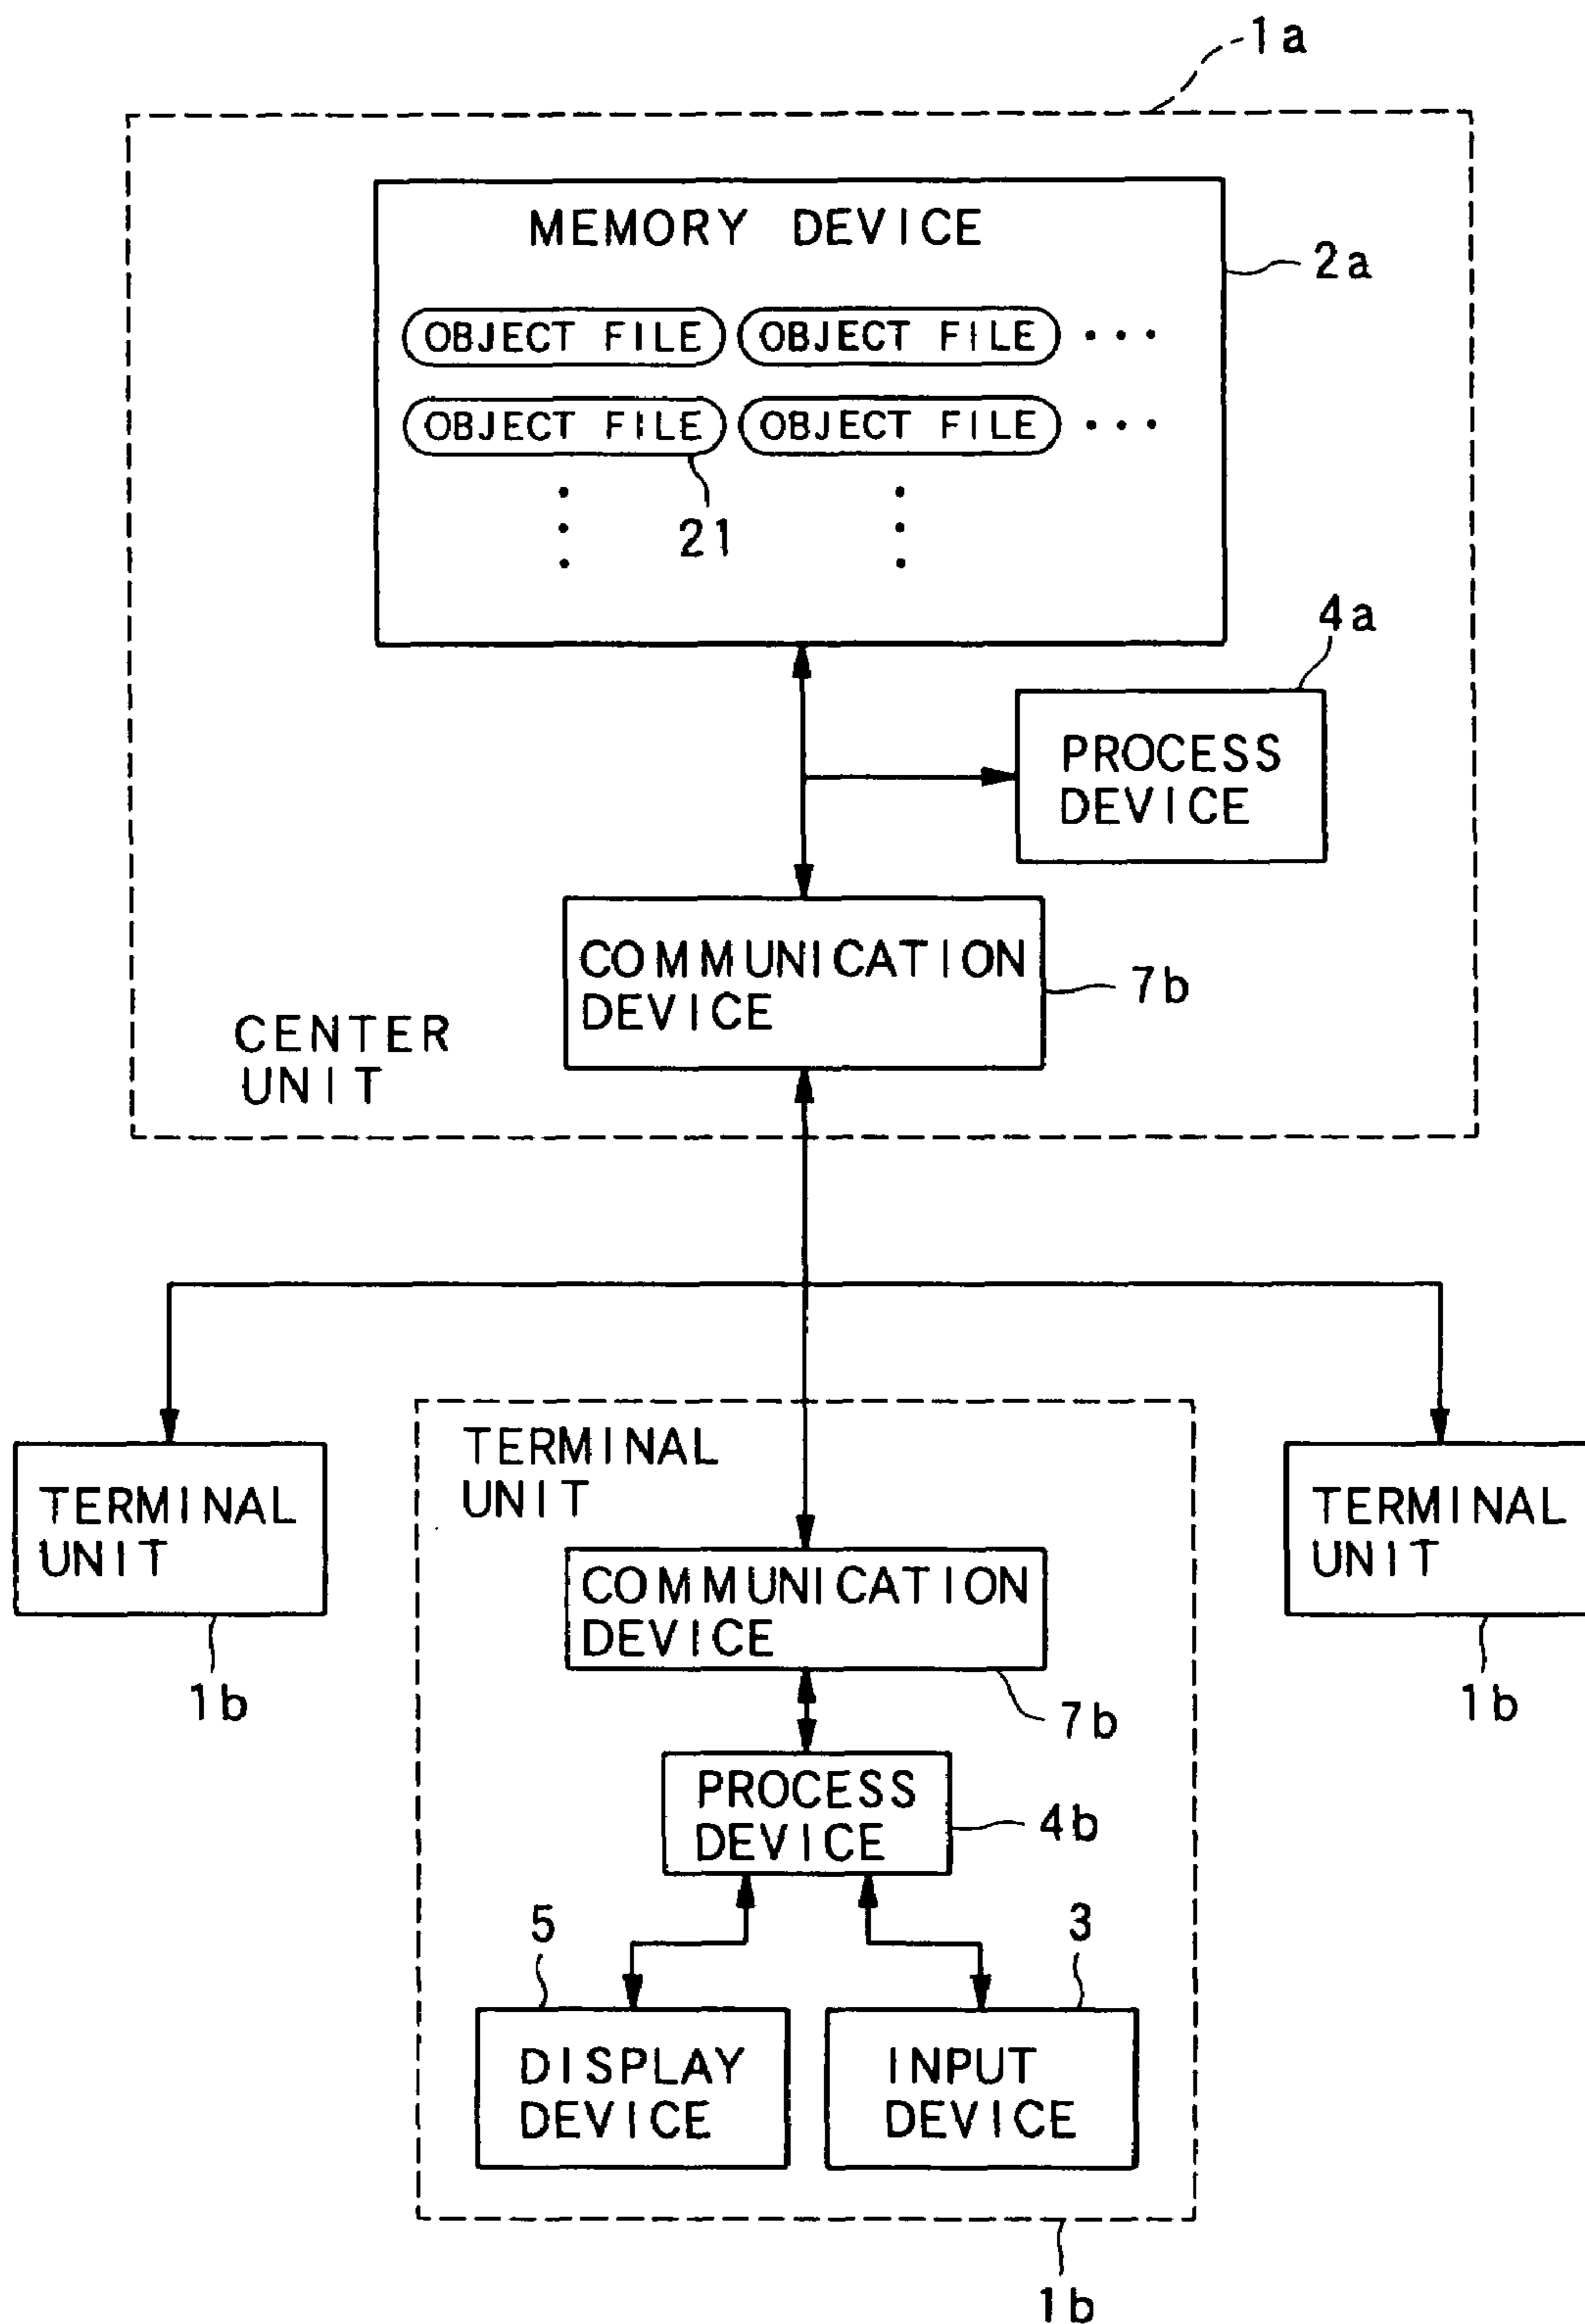 1a
MEMORY DEVICE
2a
OBJECT FILE OBJECT FILE ...
OBJECT FILE OBJECT FILE ...
21
4a
PROCESS
DEVICE
COMMUNICATION
DEVICE
7b
CENTER
UNIT
TERMINAL
UNIT
1b
TERMINAL
UNIT
COMMUNICATION
DEVICE
7b
PROCESS
DEVICE
4b
5
3
DISPLAY
DEVICE
INPUT
DEVICE
1b
TERMINAL
UNIT
1b